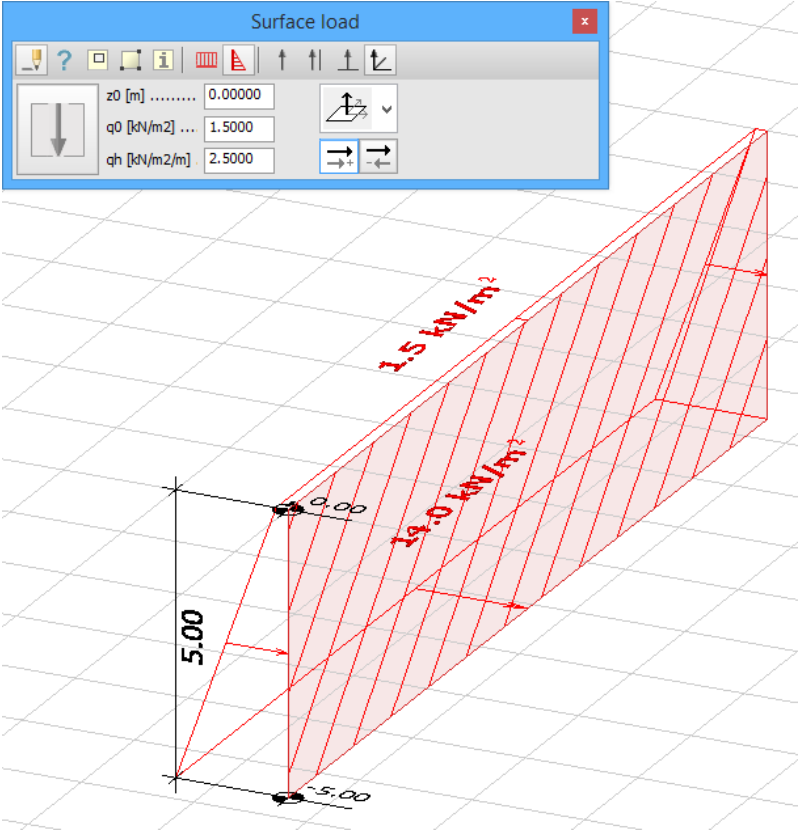 Surface load
x
?
i
z0 [m] ......... 0.00000
q0 [kN/m2] ... 1.5000
qh [kN/m2/m] . 2.5000
1.5 kN/m²
14.0 kN/m²
0.00
5.00
-5.00